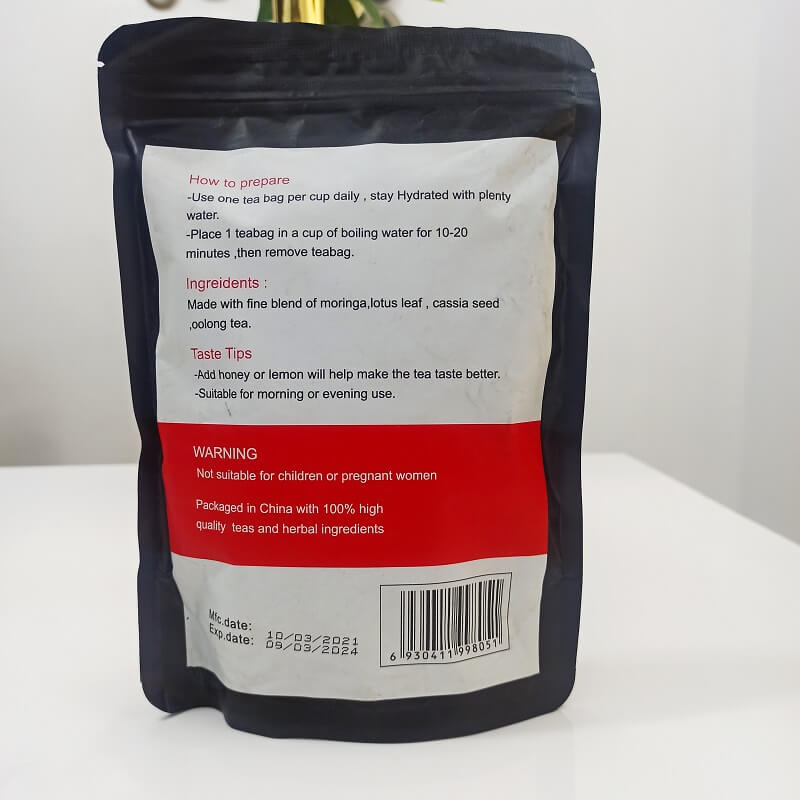 How to prepare
-Use one tea bag per cup daily , stay Hydrated with plenty
water.
-Place 1 teabag in a cup of boiling water for 10-20
minutes ,then remove teabag.
Ingreidents :
Made with fine blend of moringa,lotus leaf , cassia seed
,oolong tea.
Taste Tips
-Add honey or lemon will help make the tea taste better.
-Suitable for morning or evening use.
WARNING
Not suitable for children or pregnant women
Packaged in China with 100% high
quality teas and herbal ingredients
Mfc.date: 10/03/2021
Exp.date: 09/03/2024
6 930411 998051